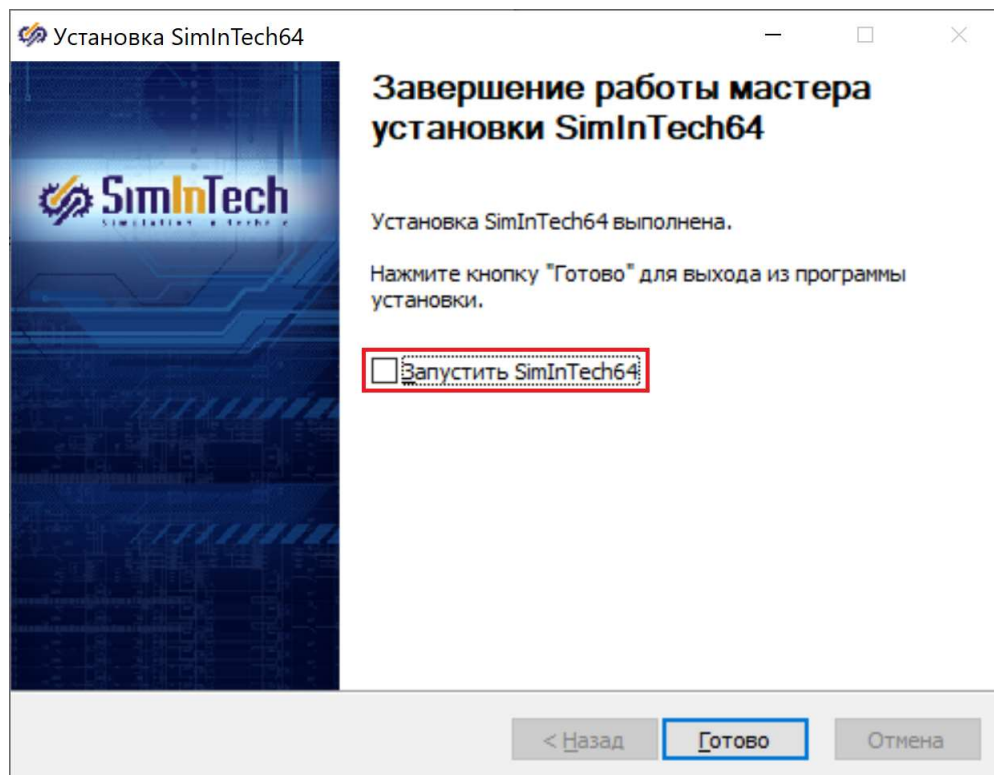 Установка SimInTech64
Завершение работы мастера
установки SimInTech64
SimInTech
Установка SimInTech64 выполнена.
Нажмите кнопку "Готово" для выхода из программы
установки.
Запустить SimInTech64
< Назад
Готово
Отмена